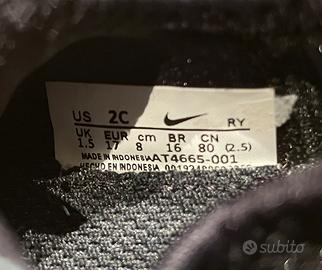 US 2C RY
UK EUR cm BR CN
1.5 17 8 16 80 (2.5)
MADE IN INDONESIA AT4665-001
HECHO EN INDONESIA
subito